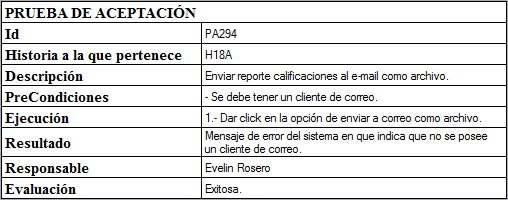 PRUEBA DE ACEPTACIÓN
Id PA294
Historia a la que pertenece H18A
Descripción Enviar reporte calificaciones al e-mail como archivo.
PreCondiciones - Se debe tener un cliente de correo.
Ejecución 1.- Dar click en la opción de enviar a correo como archivo.
Resultado Mensaje de error del sistema en que indica que no se posee
un cliente de correo.
Responsable Evelin Rosero
Evaluación Exitosa.